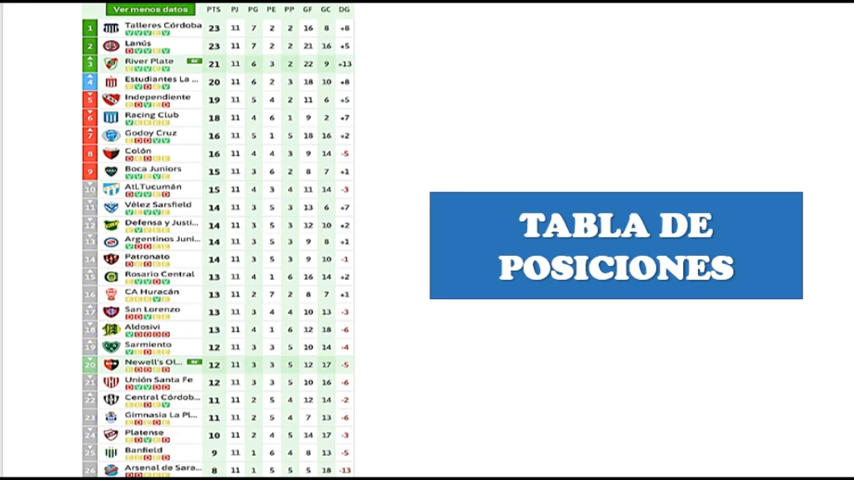 Ver menos datos PTS PJ PG PE PP GF GC DG
1 Talleres Córdoba 23 11 7 2 2 16 8 +8
2 Lanús 23 11 7 2 2 21 16 +5
3 River Plate 21 11 6 3 2 22 9 +13
4 Estudiantes La ... 20 11 6 2 3 18 10 +8
5 Independiente 19 11 5 4 2 11 6 +5
6 Racing Club 18 11 4 6 1 9 2 +7
7 Godoy Cruz 16 11 5 1 5 18 16 +2
8 Colón 16 11 4 4 3 9 14 -5
9 Boca Juniors 15 11 3 6 2 8 7 +1
10 Atl.Tucumán 15 11 4 3 4 11 14 -3
11 Vélez Sarsfield 14 11 3 5 3 13 6 +7
12 Defensa y Justi... 14 11 3 5 3 12 10 +2
13 Argentinos Juni... 14 11 3 5 3 9 8 +1
14 Patronato 14 11 3 5 3 9 10 -1
15 Rosario Central 13 11 4 1 6 16 14 +2
16 CA Huracán 13 11 2 7 2 8 7 +1
17 San Lorenzo 13 11 3 4 4 10 13 -3
18 Aldosivi 13 11 4 1 6 12 18 -6
19 Sarmiento 12 11 3 3 5 10 14 -4
20 Newell's Ol... 12 11 3 3 5 12 17 -5
21 Unión Santa Fe 12 11 3 3 5 10 16 -6
22 Central Córdob... 11 11 2 5 4 12 14 -2
23 Gimnasia La Pl... 11 11 2 5 4 7 13 -6
24 Platense 10 11 2 4 5 14 17 -3
25 Banfield 9 11 1 6 4 8 13 -5
26 Arsenal de Sara... 8 11 1 5 5 5 18 -13
TABLA DE
POSICIONES